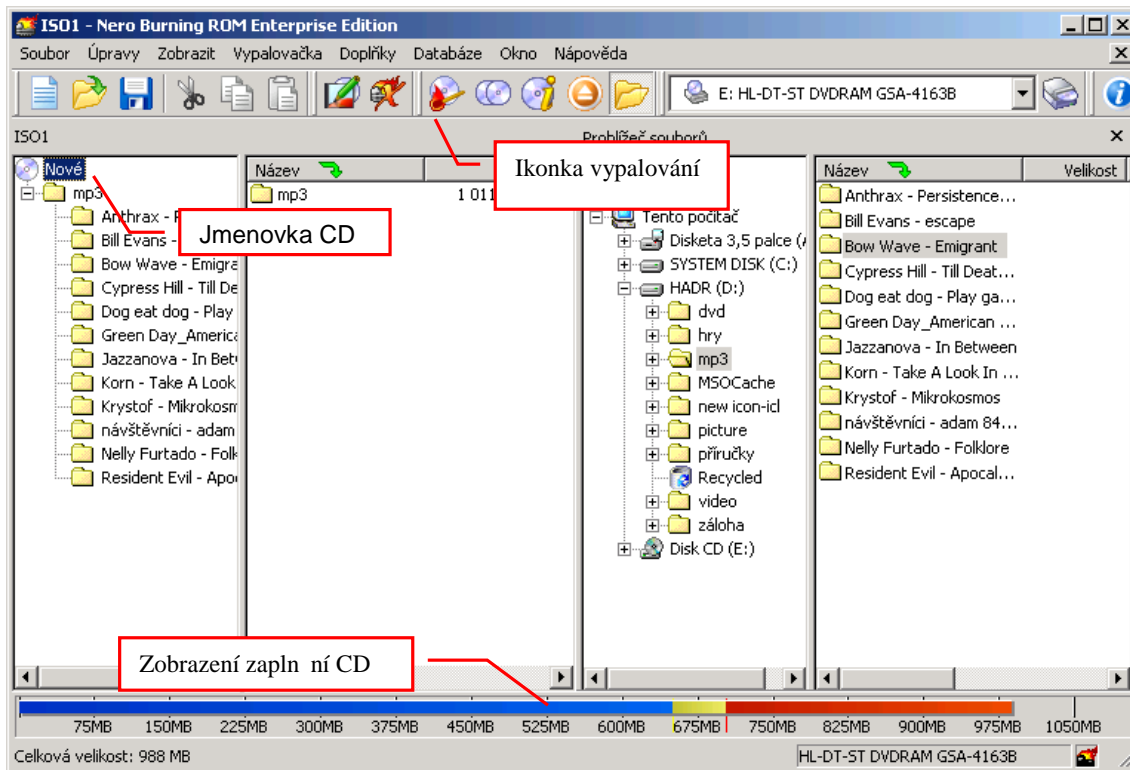 ISO1 - Nero Burning ROM Enterprise Edition
Soubor Úpravy Zobrazit Vypalovačka Doplňky Databáze Okno Nápověda
E: HL-DT-ST DVDRAM GSA-4163B
ISO1
Prohlížeč souborů
Ikonka vypalování
Jmenovka CD
Zobrazení zapln ní CD
Nové
mp3
Anthrax - P
Bill Evans -
Bow Wave - Emigra
Cypress Hill - Till De
Dog eat dog - Play
Green Day_America
Jazzanova - In Betw
Korn - Take A Look
Krystof - Mikrokosm
návštěvníci - adam
Nelly Furtado - Folk
Resident Evil - Apo
Název
mp3 1 011
Tento počítač
Disketa 3,5 palce (A
SYSTEM DISK (C:)
HADR (D:)
dvd
hry
mp3
MSOCache
new icon-icl
picture
příručky
Recycled
video
záloha
Disk CD (E:)
Název Velikost
Anthrax - Persistence...
Bill Evans - escape
Bow Wave - Emigrant
Cypress Hill - Till Deat...
Dog eat dog - Play ga...
Green Day_American ...
Jazzanova - In Between
Korn - Take A Look In ...
Krystof - Mikrokosmos
návštěvníci - adam 84...
Nelly Furtado - Folklore
Resident Evil - Apocal...
75MB 150MB 225MB 300MB 375MB 450MB 525MB 600MB 675MB 750MB 825MB 900MB 975MB 1050MB
Celková velikost: 988 MB
HL-DT-ST DVDRAM GSA-4163B